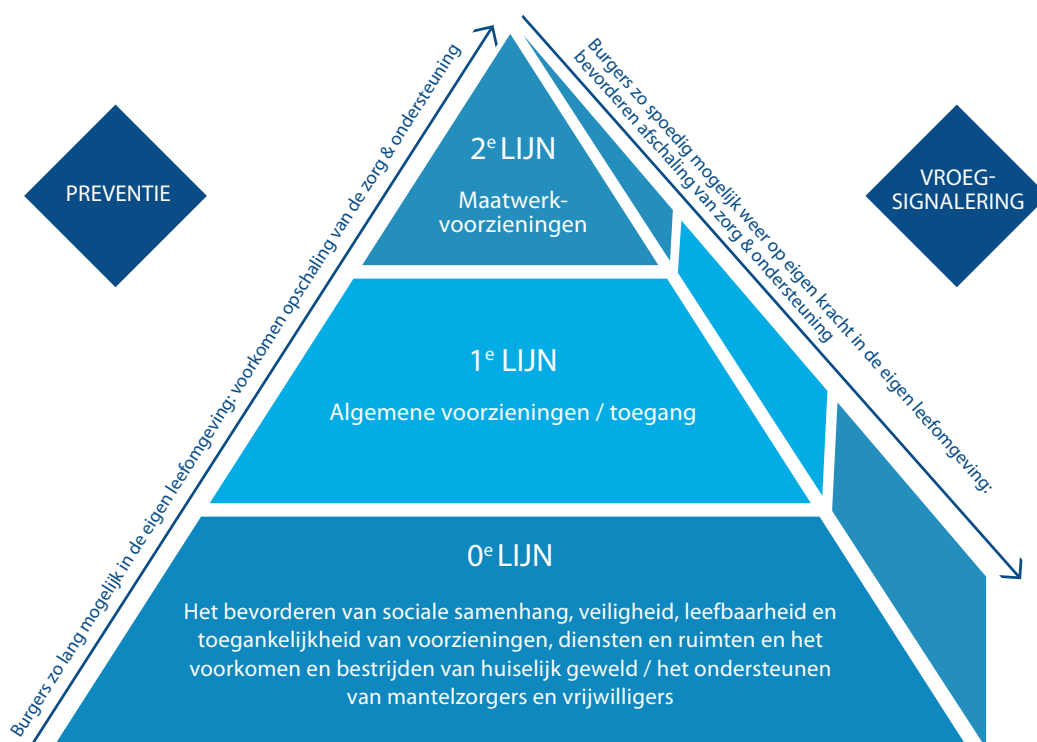 PREVENTIE
Burgers zo lang mogelijk in de eigen leefomgeving: voorkomen opschaling van de zorg & ondersteuning
2e LIJN
Maatwerk-
voorzieningen
1e LIJN
Algemene voorzieningen / toegang
0e LIJN
Het bevorderen van sociale samenhang, veiligheid, leefbaarheid en
toegankelijkheid van voorzieningen, diensten en ruimten en het
voorkomen en bestrijden van huiselijk geweld / het ondersteunen
van mantelzorgers en vrijwilligers
Burgers zo spoedig mogelijk weer op eigen kracht in de eigen leefomgeving:
bevorderen afschaling van zorg & ondersteuning
VROEG-
SIGNALERING